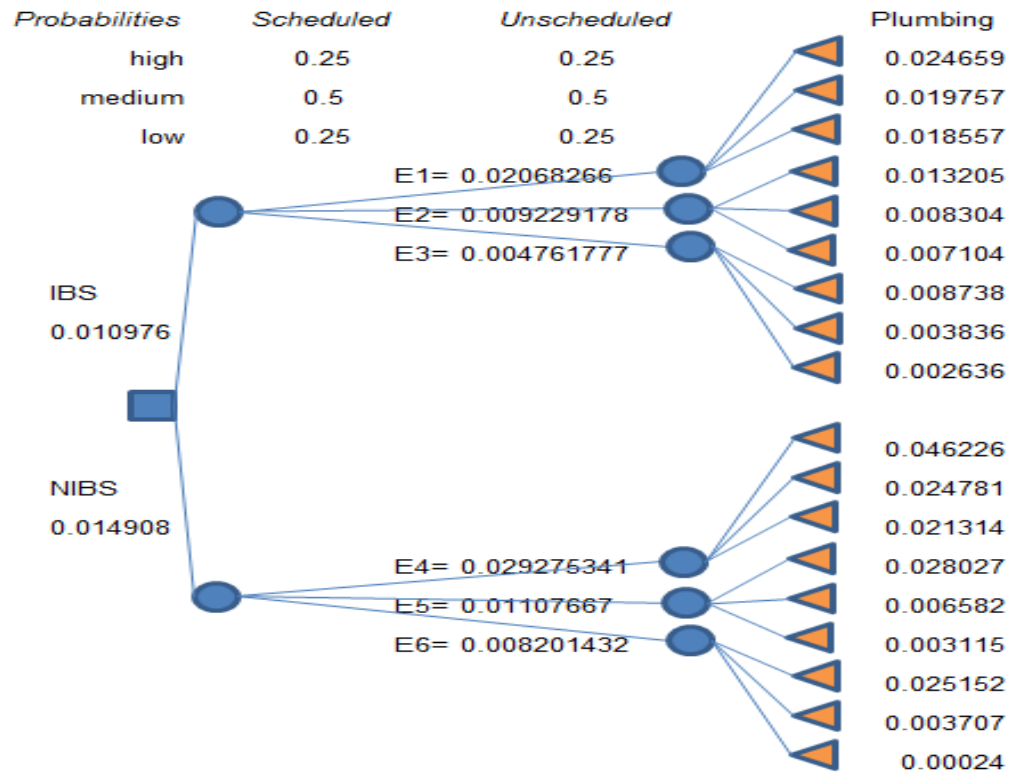 Probabilities Scheduled Unscheduled Plumbing
high 0.25 0.25 0.024659
medium 0.5 0.5 0.019757
low 0.25 0.25 0.018557
E1= 0.02068266 0.013205
E2= 0.009229178 0.008304
E3= 0.004761777 0.007104
IBS 0.008738
0.010976 0.003836
0.002636
0.046226
NIBS 0.024781
0.014908 0.021314
E4= 0.029275341 0.028027
E5= 0.01107667 0.006582
E6= 0.008201432 0.003115
0.025152
0.003707
0.00024